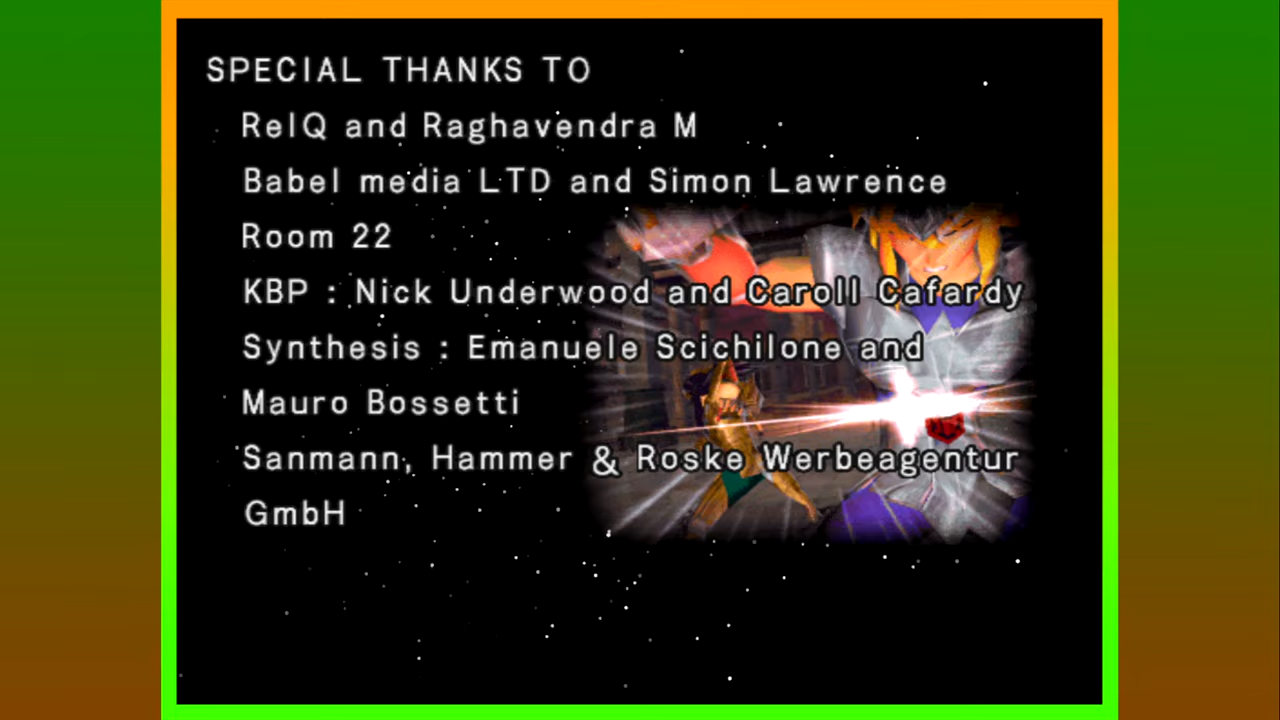 SPECIAL THANKS TO
RelQ and Raghavendra M
Babel media LTD and Simon Lawrence
Room 22
KBP : Nick Underwood and Caroll Cafardy
Synthesis : Emanuele Scichilone and
Mauro Bossetti
Sanmann, Hammer & Roske Werbeagentur
GmbH